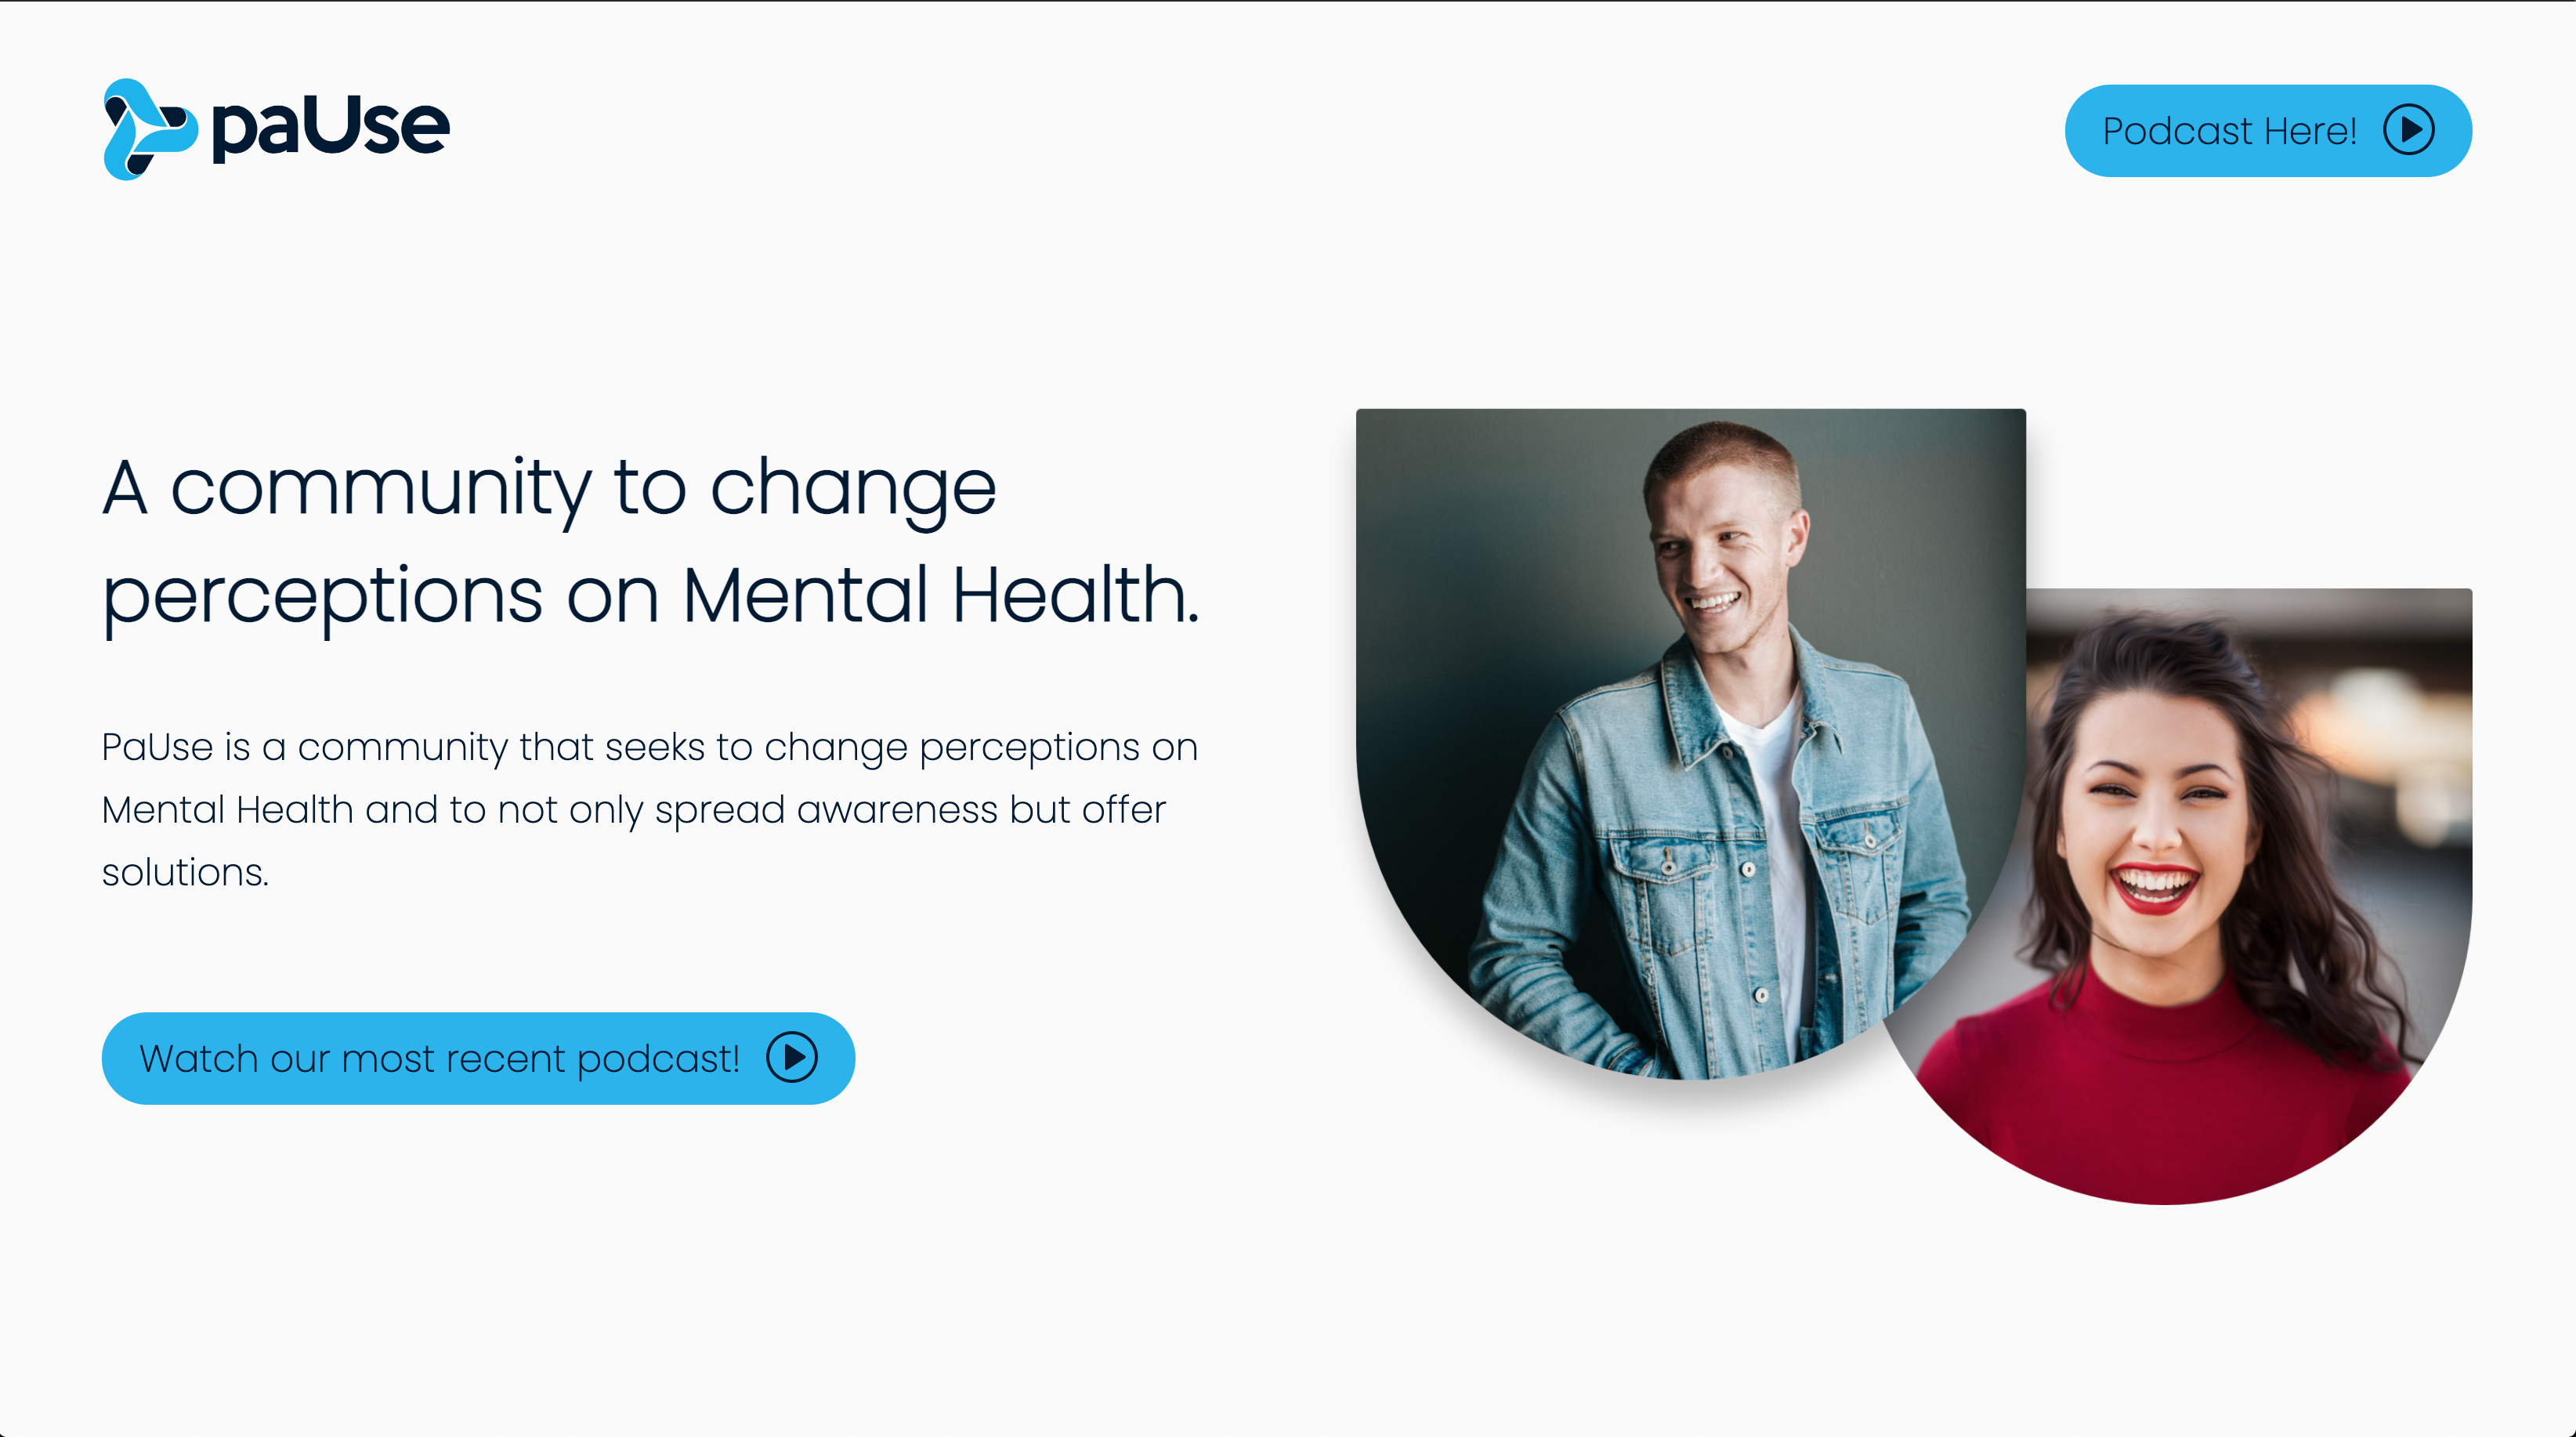 paUse
Podcast Here!
A community to change
perceptions on Mental Health.
PaUse is a community that seeks to change perceptions on
Mental Health and to not only spread awareness but offer
solutions.
Watch our most recent podcast!